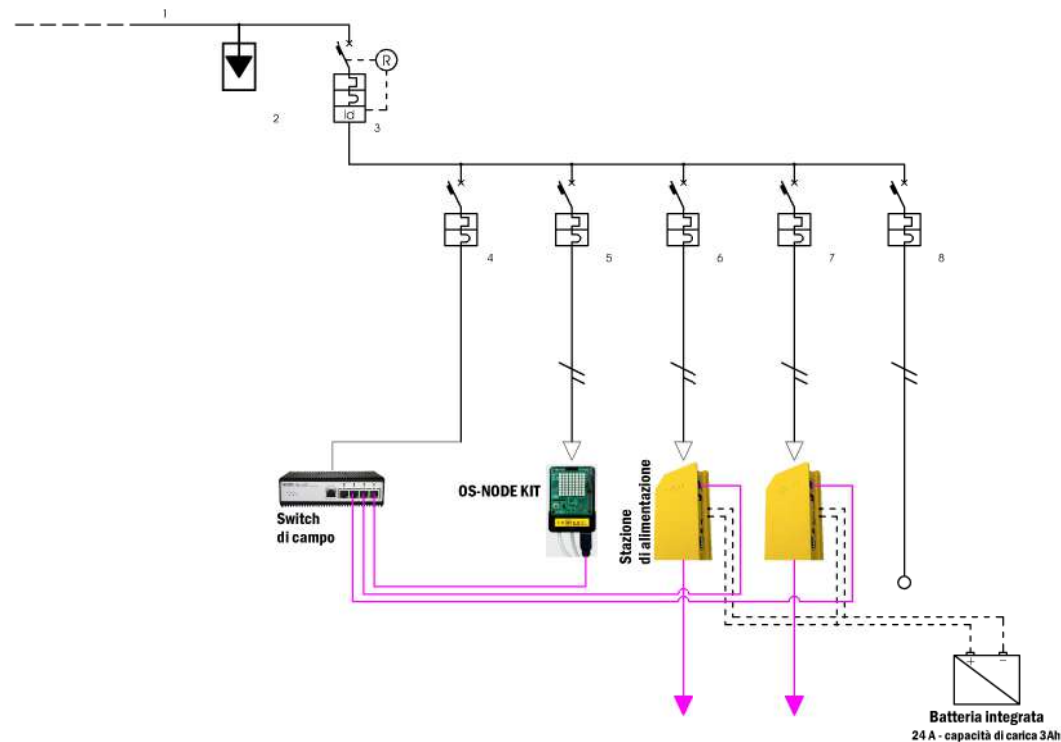 1
2
R
Id
3
4
5
6
7
8
Switch
di campo
OS-NODE KIT
Stazione
di alimentazione
+
−
Batteria integrata
24 A - capacità di carica 3Ah